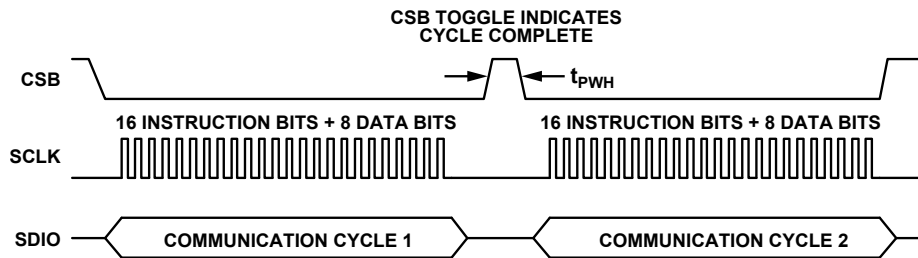 CSB TOGGLE INDICATES
CYCLE COMPLETE
CSB
tPWH
16 INSTRUCTION BITS + 8 DATA BITS
16 INSTRUCTION BITS + 8 DATA BITS
SCLK
SDIO
COMMUNICATION CYCLE 1
COMMUNICATION CYCLE 2